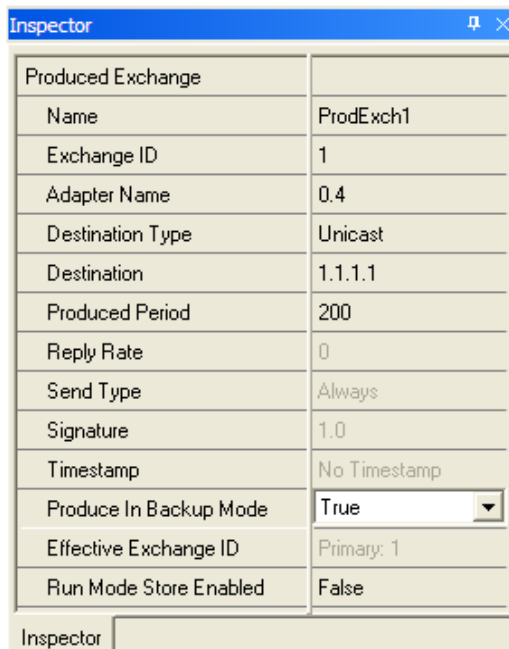 Inspector
Produced Exchange
Name ProdExch1
Exchange ID 1
Adapter Name 0.4
Destination Type Unicast
Destination 1.1.1.1
Produced Period 200
Reply Rate 0
Send Type Always
Signature 1.0
Timestamp No Timestamp
Produce In Backup Mode True
Effective Exchange ID Primary: 1
Run Mode Store Enabled False
Inspector